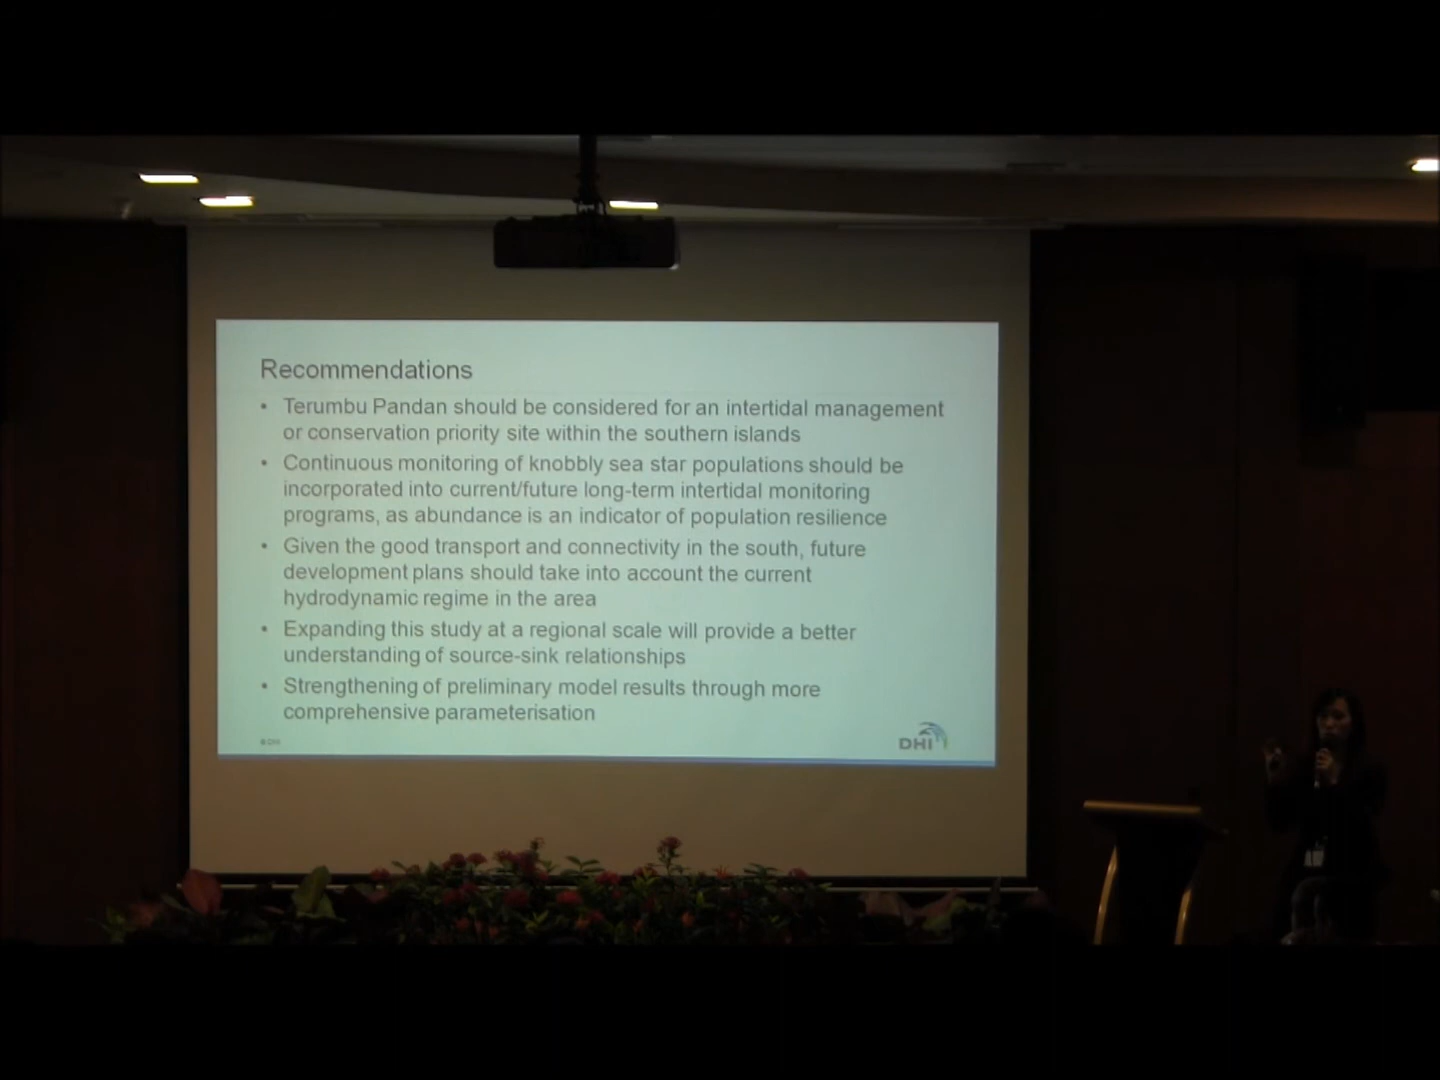 Recommendations
• Terumbu Pandan should be considered for an intertidal management
or conservation priority site within the southern islands
• Continuous monitoring of knobbly sea star populations should be
incorporated into current/future long-term intertidal monitoring
programs, as abundance is an indicator of population resilience
• Given the good transport and connectivity in the south, future
development plans should take into account the current
hydrodynamic regime in the area
• Expanding this study at a regional scale will provide a better
understanding of source-sink relationships
• Strengthening of preliminary model results through more
comprehensive parameterisation
© DHI
DHI